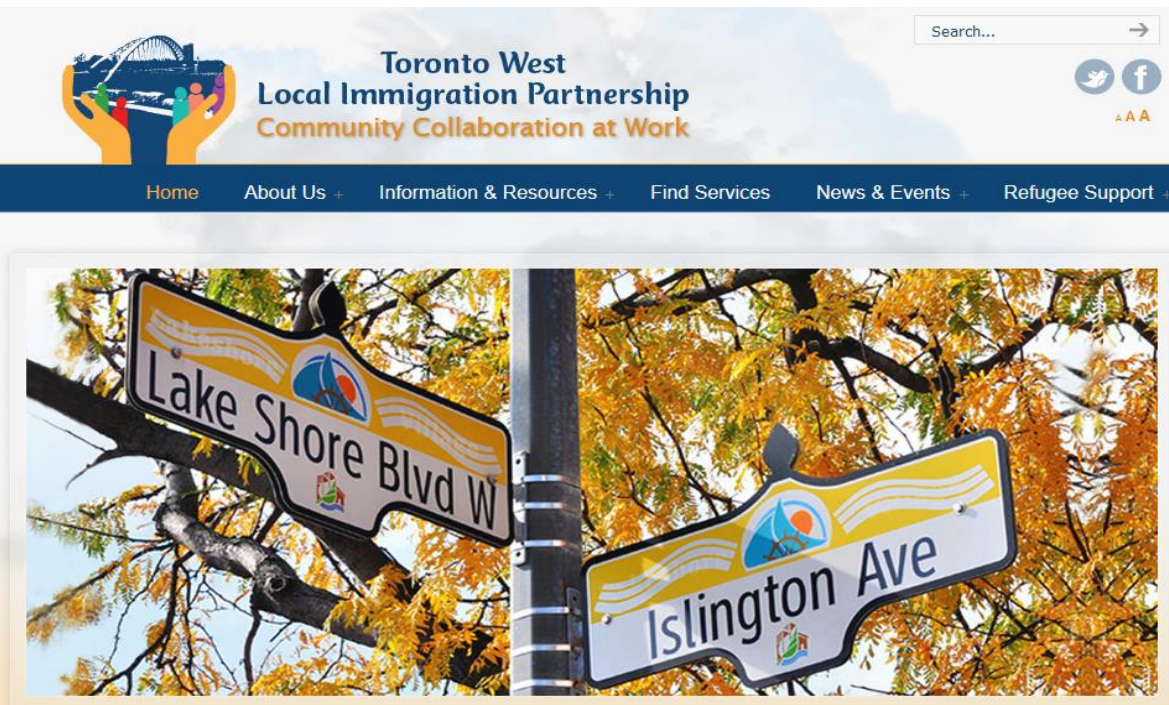 Search...
Toronto West
Local Immigration Partnership
Community Collaboration at Work
A A A
Home About Us + Information & Resources + Find Services News & Events + Refugee Support +
Lake Shore Blvd W
Islington Ave